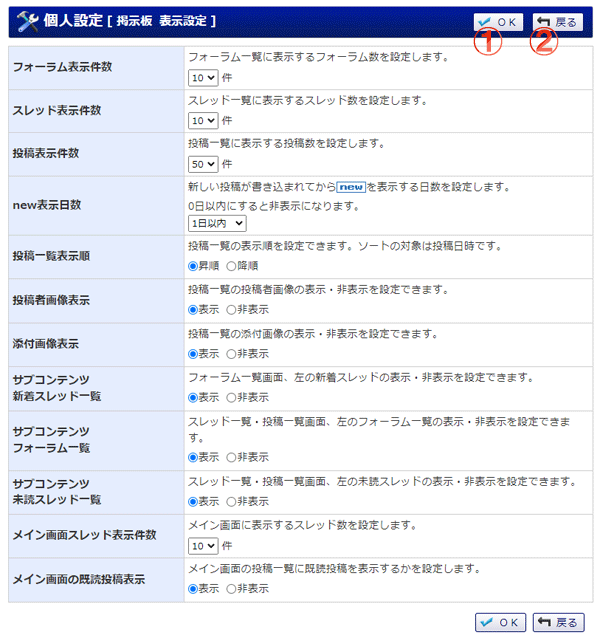 個人設定 [ 掲示板 表示設定 ]
OK
戻る
①
②
フォーラム表示件数
フォーラム一覧に表示するフォーラム数を設定します。
10 件
スレッド表示件数
スレッド一覧に表示するスレッド数を設定します。
10 件
投稿表示件数
投稿一覧に表示する投稿数を設定します。
50 件
new表示日数
新しい投稿が書き込まれてからnewを表示する日数を設定します。
0日以内にすると非表示になります。
1日以内
投稿一覧表示順
投稿一覧の表示順を設定できます。ソートの対象は投稿日時です。
昇順 降順
投稿者画像表示
投稿一覧の投稿者画像の表示・非表示を設定できます。
表示 非表示
添付画像表示
投稿一覧の添付画像の表示・非表示を設定できます。
表示 非表示
サブコンテンツ
新着スレッド一覧
フォーラム一覧画面、左の新着スレッドの表示・非表示を設定できます。
表示 非表示
サブコンテンツ
フォーラム一覧
スレッド一覧・投稿一覧画面、左のフォーラム一覧の表示・非表示を設定できま
す。
表示 非表示
サブコンテンツ
未読スレッド一覧
スレッド一覧・投稿一覧画面、左の未読スレッドの表示・非表示を設定できます。
表示 非表示
メイン画面スレッド表示件数
メイン画面に表示するスレッド数を設定します。
10 件
メイン画面の既読投稿表示
メイン画面の投稿一覧に既読投稿を表示するかを設定します。
表示 非表示
OK
戻る